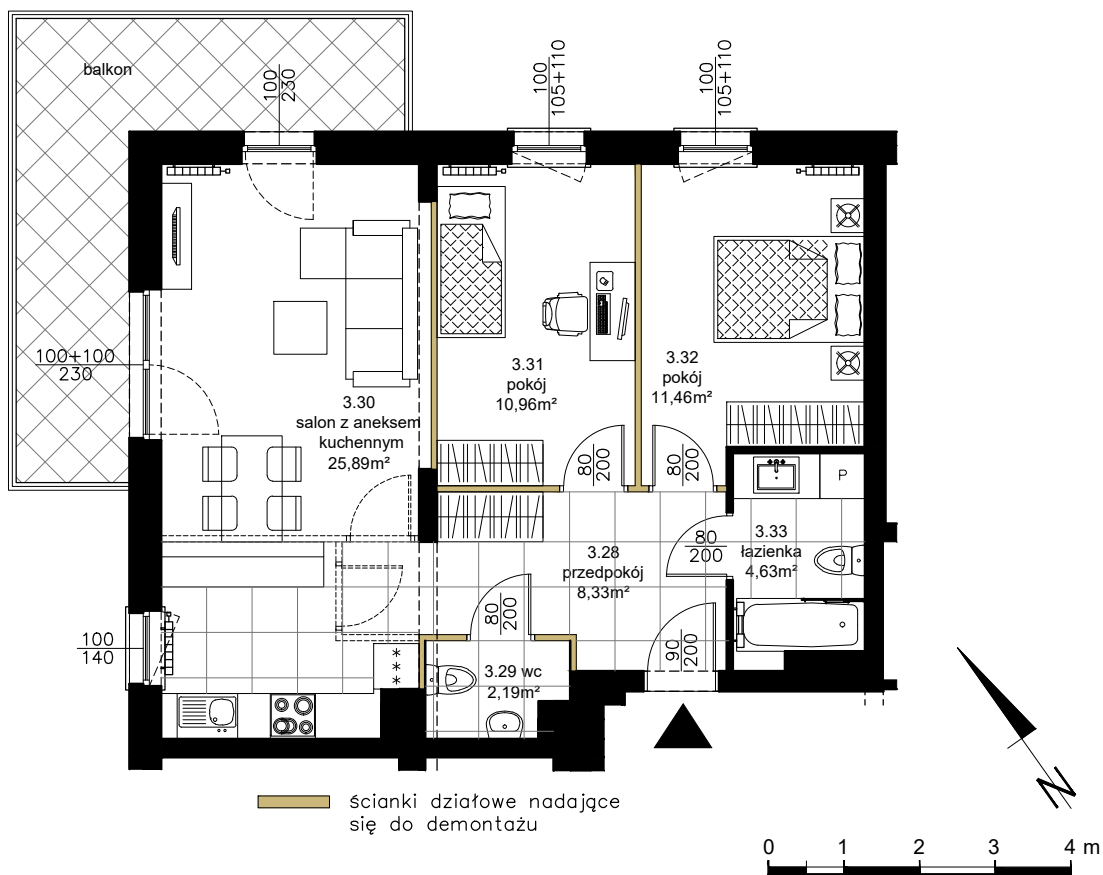 balkon
100
230
100
105+110
100
105+110
100+100
230
3.30
salon z aneksem
kuchennym
25,89m²
3.31
pokój
10,96m²
3.32
pokój
11,46m²
80
200
80
200
P
80
200
3.33
łazienka
4,63m²
3.28
przedpokój
8,33m²
80
200
90
200
100
140
3.29 wc
2,19m²
N
ścianki działowe nadające
się do demontażu
0 1 2 3 4 m